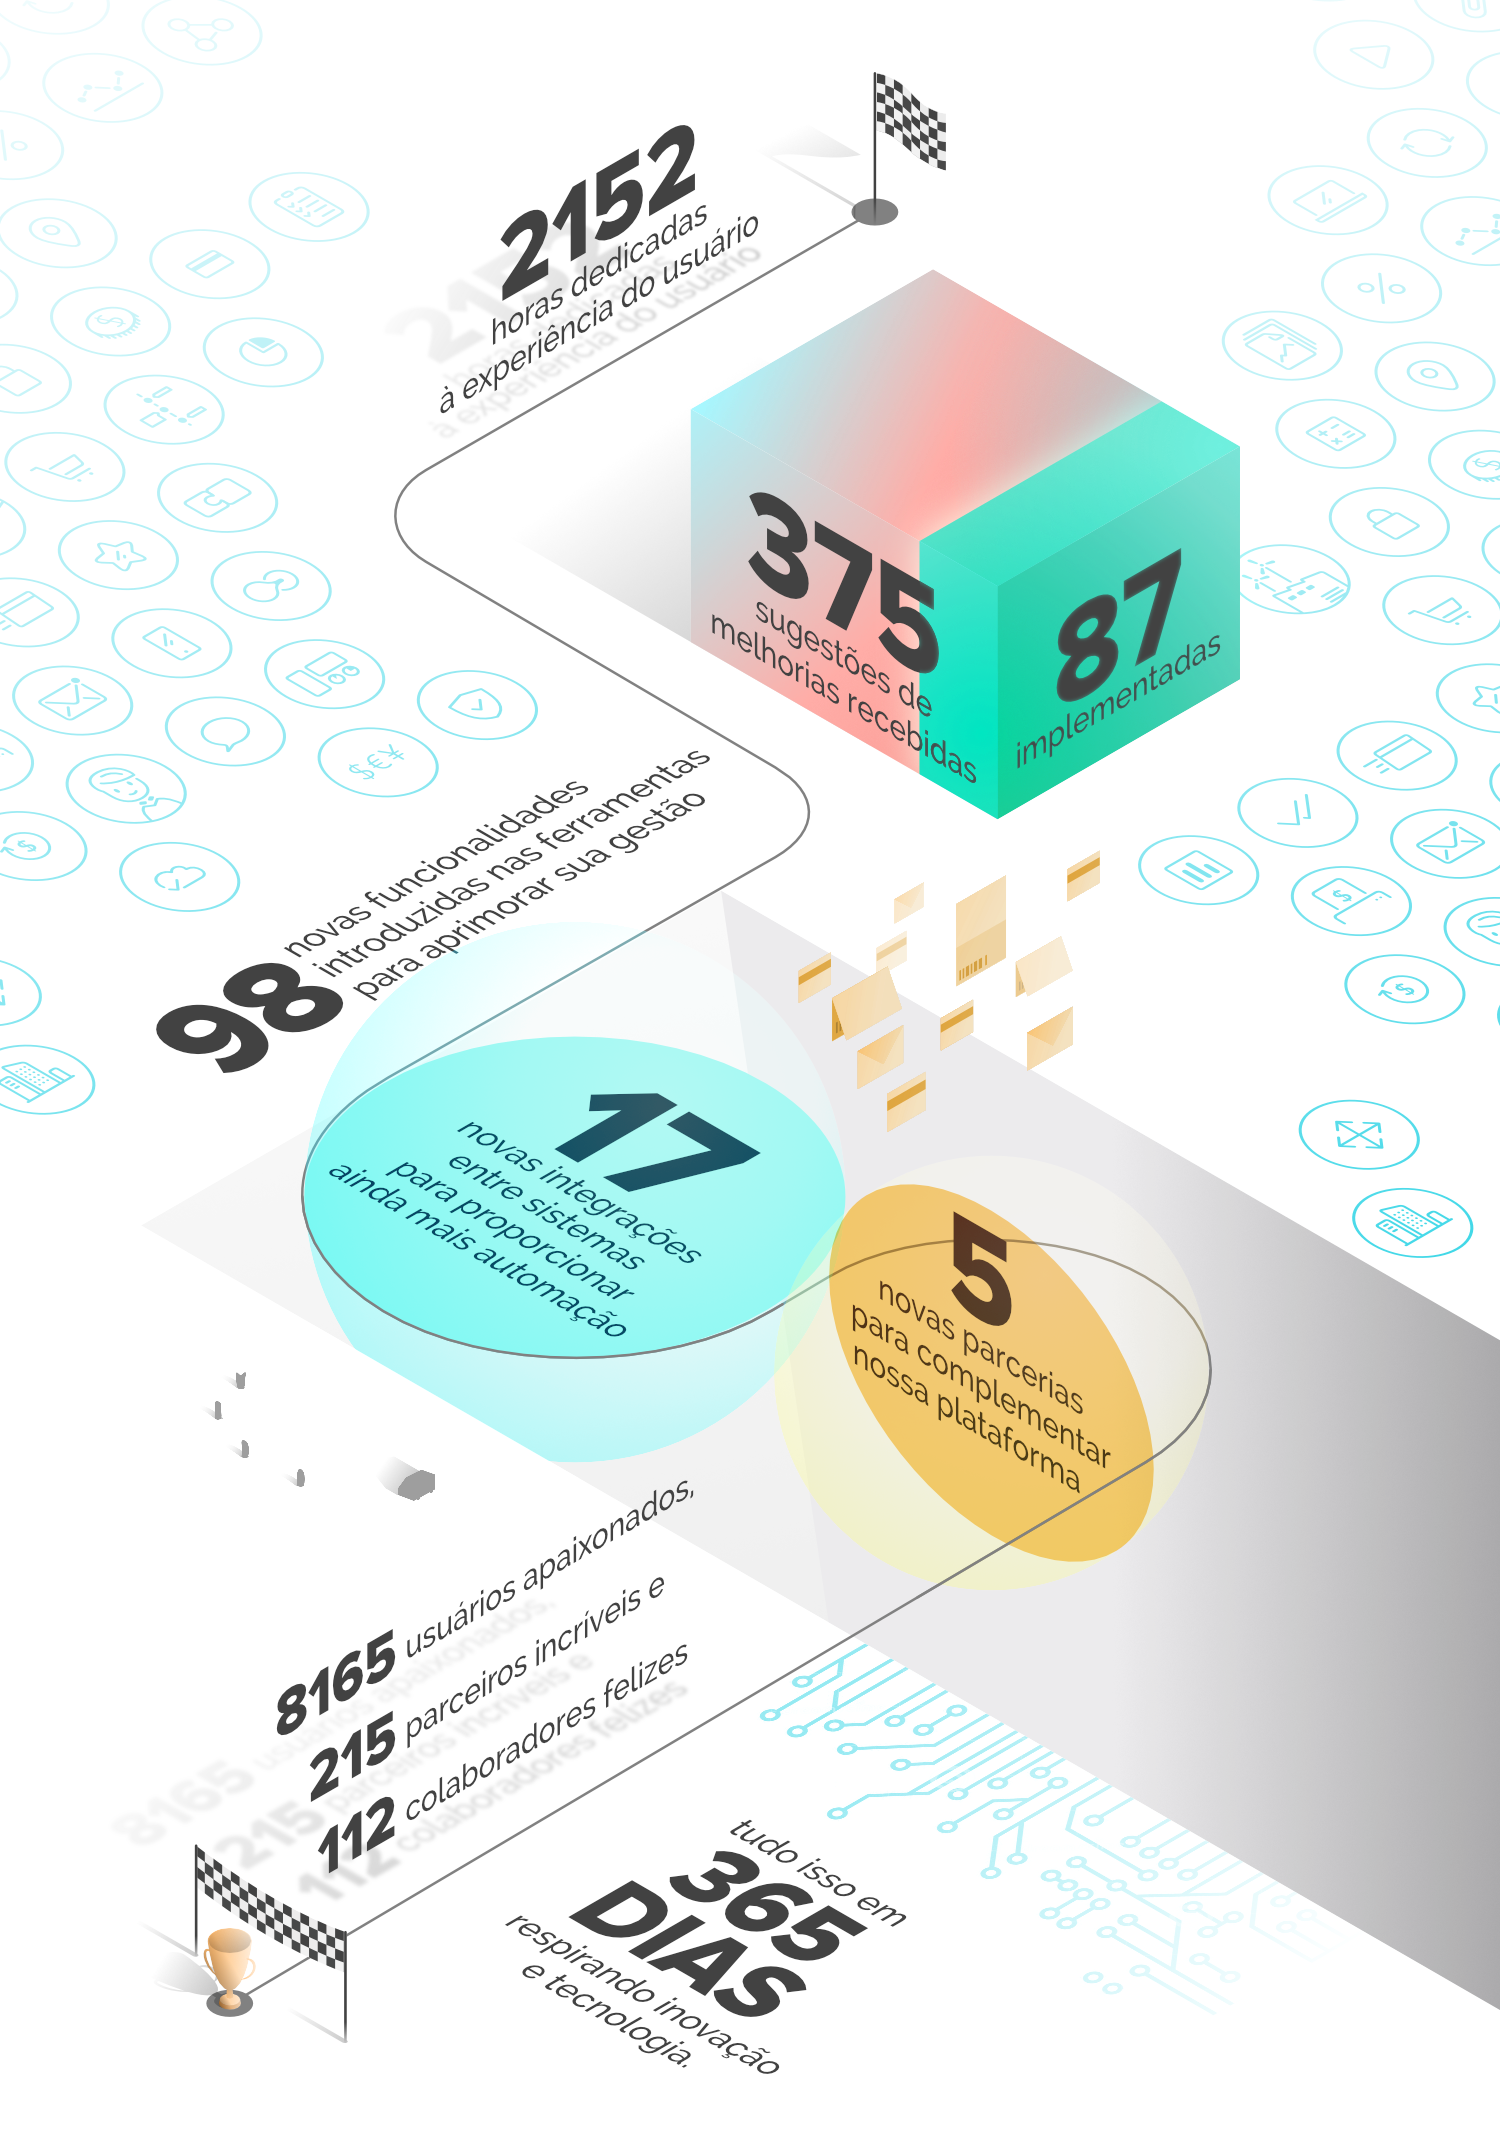 2152
horas dedicadas
à experiência do usuário
375
sugestões de
melhorias recebidas
87
implementadas
98
novas funcionalidades
introduzidas nas ferramentas
para aprimorar sua gestão
17
novas integrações
entre sistemas
para proporcionar
ainda mais automação
5
novas parcerias
para complementar
nossa plataforma
8165 usuários apaixonados,
215 parceiros incríveis e
112 colaboradores felizes
tudo isso em
365
DIAS
respirando inovação
e tecnologia.